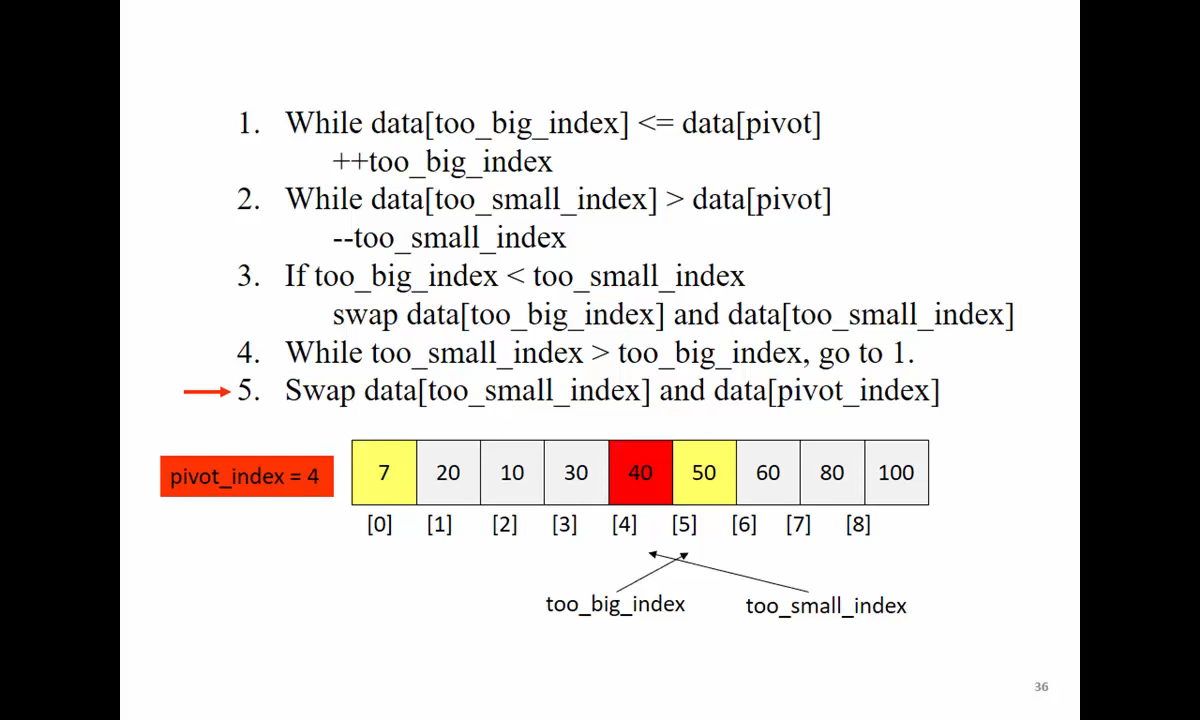 1. While data[too_big_index] <= data[pivot]
++too_big_index
2. While data[too_small_index] > data[pivot]
--too_small_index
3. If too_big_index < too_small_index
swap data[too_big_index] and data[too_small_index]
4. While too_small_index > too_big_index, go to 1.
5. Swap data[too_small_index] and data[pivot_index]
pivot_index = 4 7 20 10 30 40 50 60 80 100
[0] [1] [2] [3] [4] [5] [6] [7] [8]
too_big_index too_small_index
36